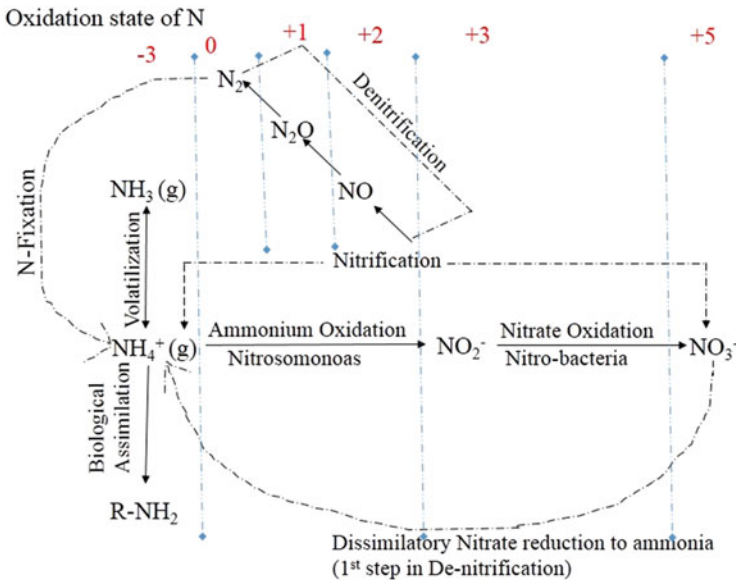 Oxidation state of N
-3
0
+1
+2
+3
+5
N₂
Denitrification
N₂O
NO
NH₃ (g)
N-Fixation
Volatilization
Nitrification
NH₄⁺ (g)
Ammonium Oxidation
Nitrosomonoas
NO₂⁻
Nitrate Oxidation
Nitro-bacteria
NO₃⁻
Biological
Assimilation
R-NH₂
Dissimilatory Nitrate reduction to ammonia
(1ˢᵗ step in De-nitrification)